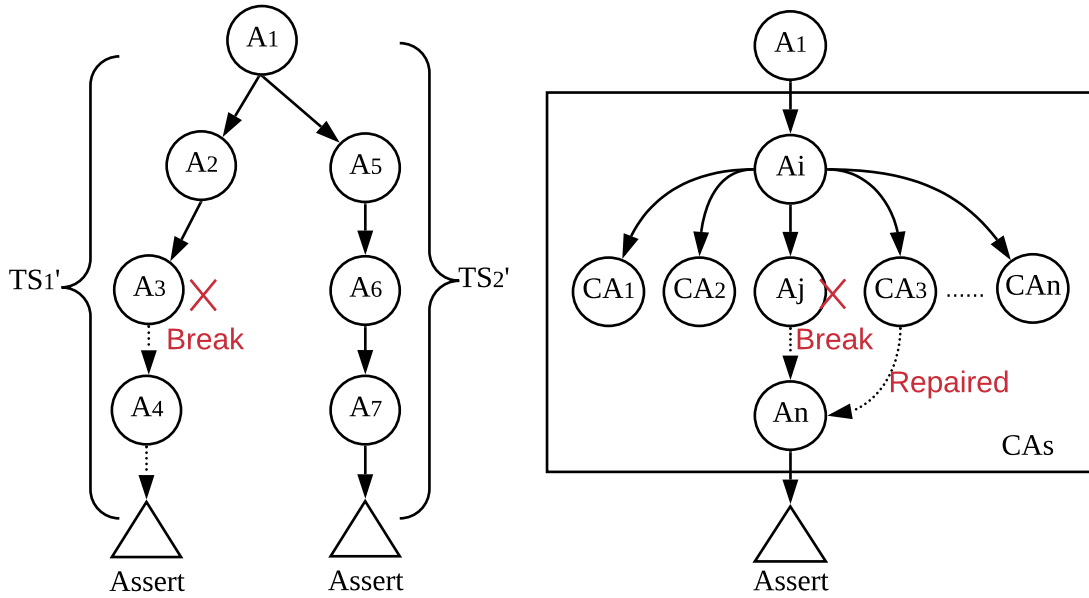 A1
A2
A5
TS1'
A3
Break
A6
TS2'
A4
A7
Assert
Assert
A1
Ai
CA1
CA2
Aj
CA3
......
CAn
Break
Repaired
An
CAs
Assert